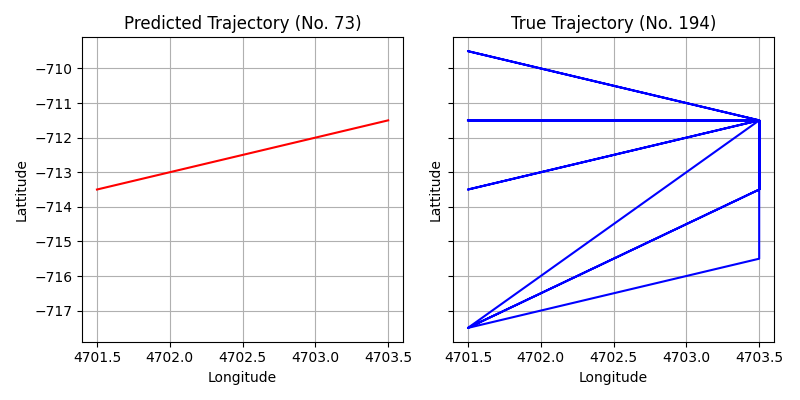 Predicted Trajectory (No. 73)
True Trajectory (No. 194)
−710
−711
−712
−713
−714
−715
−716
−717
Lattitude
Lattitude
4701.5 4702.0 4702.5 4703.0 4703.5
4701.5 4702.0 4702.5 4703.0 4703.5
Longitude
Longitude